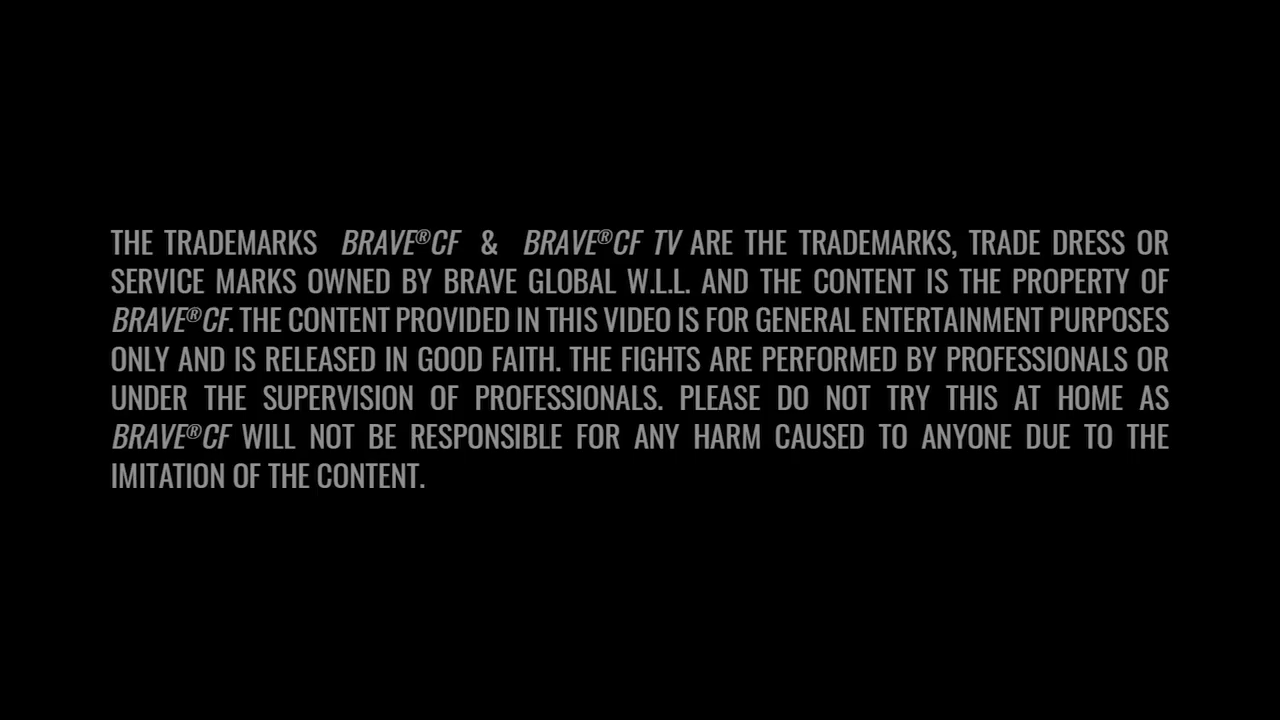 THE TRADEMARKS BRAVE®CF & BRAVE®CF TV ARE THE TRADEMARKS, TRADE DRESS OR
SERVICE MARKS OWNED BY BRAVE GLOBAL W.L.L. AND THE CONTENT IS THE PROPERTY OF
BRAVE®CF. THE CONTENT PROVIDED IN THIS VIDEO IS FOR GENERAL ENTERTAINMENT PURPOSES
ONLY AND IS RELEASED IN GOOD FAITH. THE FIGHTS ARE PERFORMED BY PROFESSIONALS OR
UNDER THE SUPERVISION OF PROFESSIONALS. PLEASE DO NOT TRY THIS AT HOME AS
BRAVE®CF WILL NOT BE RESPONSIBLE FOR ANY HARM CAUSED TO ANYONE DUE TO THE
IMITATION OF THE CONTENT.